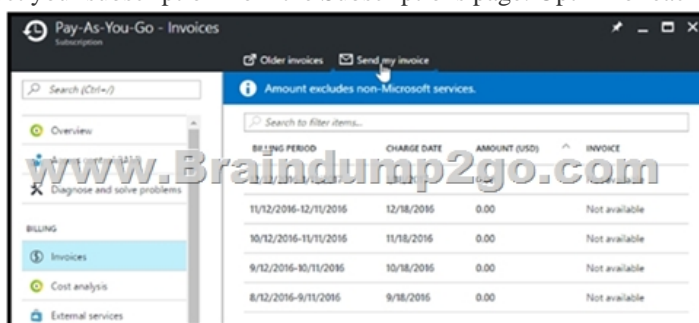 Pay-As-You-Go - Invoices
Subscription
Older invoices Send my invoice
Search (Ctrl+/)
Amount excludes non-Microsoft services.
Overview
Search to filter items...
BILLING PERIOD CHARGE DATE AMOUNT (USD) INVOICE
www.Braindump2go.com
Diagnose and solve problems
11/12/2016-12/11/2016 12/18/2016 0.00 Not available
BILLING
10/12/2016-11/11/2016 11/18/2016 0.00 Not available
Invoices
9/12/2016-10/11/2016 10/18/2016 0.00 Not available
Cost analysis
8/12/2016-9/11/2016 9/18/2016 0.00 Not available
External services